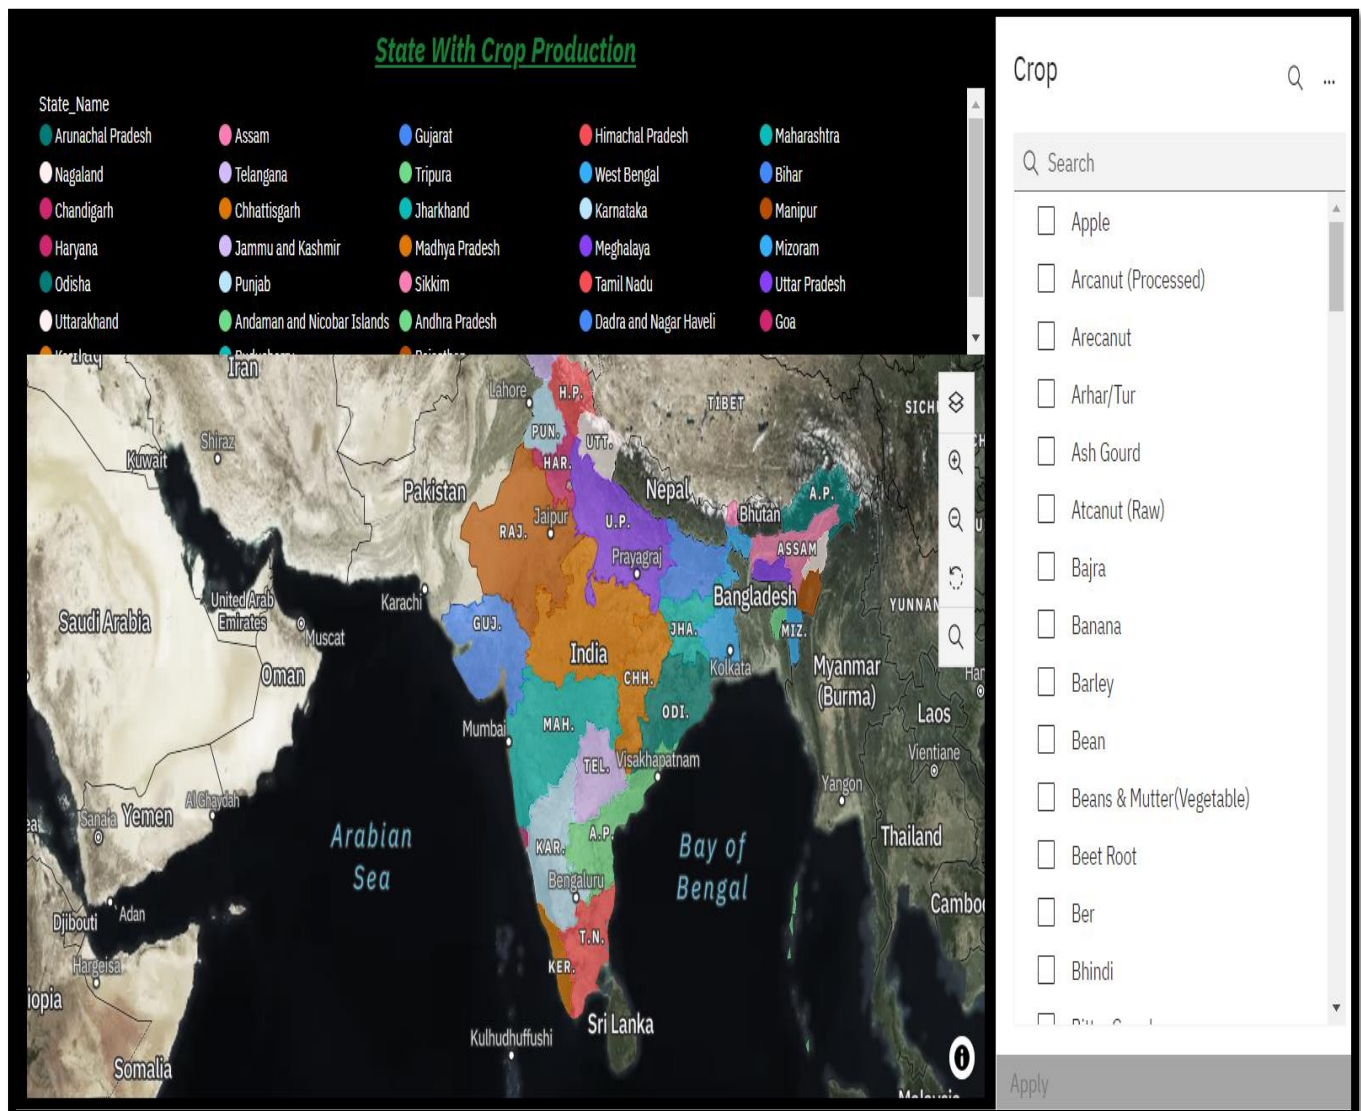 State With Crop Production
State_Name
Arunachal Pradesh Assam Gujarat Himachal Pradesh Maharashtra
Nagaland Telangana Tripura West Bengal Bihar
Chandigarh Chhattisgarh Jharkhand Karnataka Manipur
Haryana Jammu and Kashmir Madhya Pradesh Meghalaya Mizoram
Odisha Punjab Sikkim Tamil Nadu Uttar Pradesh
Uttarakhand Andaman and Nicobar Islands Andhra Pradesh Dadra and Nagar Haveli Goa
Iraq
Iran
Lahore
H.P.
TIBET
PUN.
UTT.
Shiraz
Kuwait
HAR.
Pakistan
Nepal
A.P.
Jaipur
Bhutan
RAJ.
U.P.
ASSAM
Prayagraj
Karachi
United Arab
Emirates
Bangladesh
YUNNAN
Saudi Arabia
Muscat
GUJ.
JHA.
MIZ.
India
Oman
Kolkata
Myanmar
(Burma)
CHH.
ODI.
Laos
Mumbai
MAH.
Vientiane
TEL.
Visakhapatnam
Yangon
Al Ghaydah
Sanaa
Yemen
Arabian
Sea
A.P.
KAR.
Bay of
Bengal
Thailand
Bengaluru
Djibouti
Adan
T.N.
KER.
Hargeisa
Sri Lanka
Kulhudhuffushi
Somalia
Crop
...
Search
Apple
Arcanut (Processed)
Arecanut
Arhar/Tur
Ash Gourd
Atcanut (Raw)
Bajra
Banana
Barley
Bean
Beans & Mutter(Vegetable)
Beet Root
Ber
Bhindi
Apply